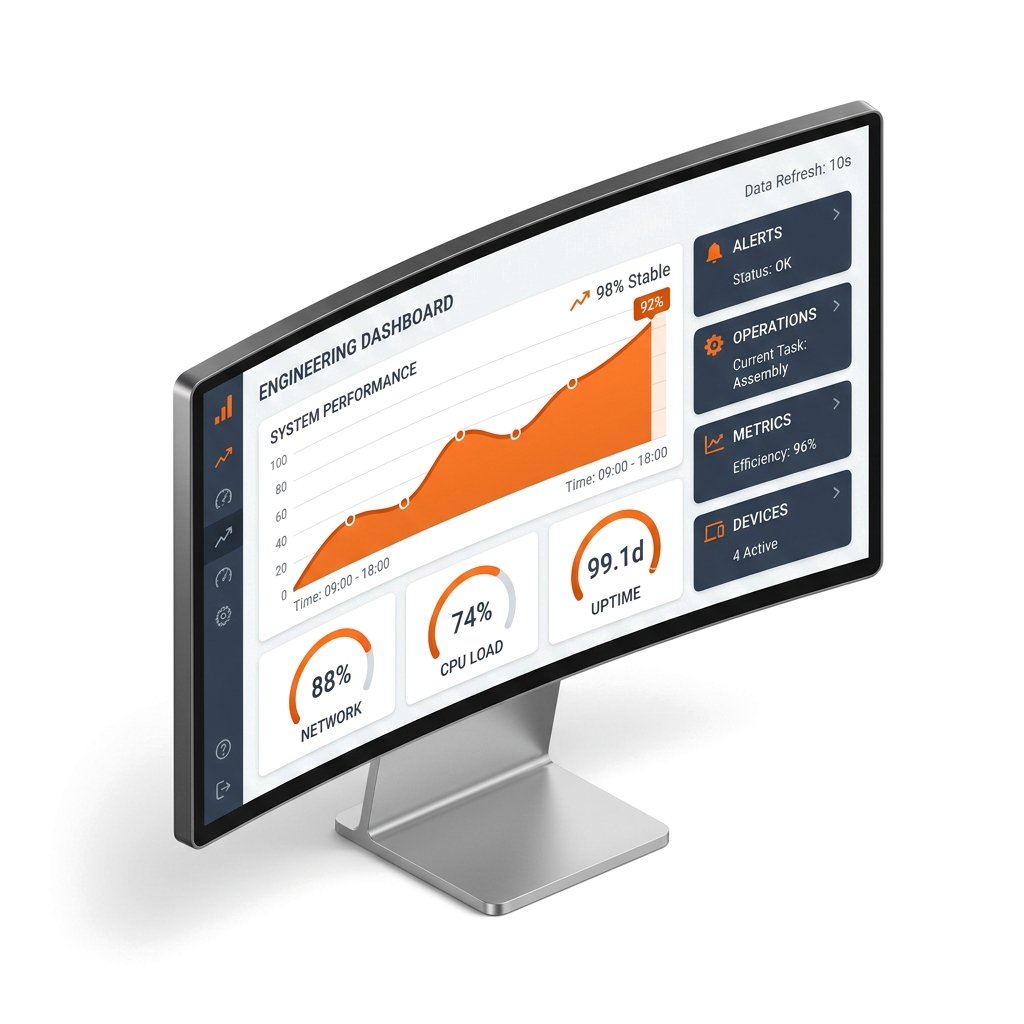 Data Refresh: 10s
ENGINEERING DASHBOARD
SYSTEM PERFORMANCE
98% Stable
92%
100
80
60
40
20
0
Time: 09:00 - 18:00
Time: 09:00 - 18:00
88%
NETWORK
74%
CPU LOAD
99.1d
UPTIME
ALERTS
Status: OK
OPERATIONS
Current Task:
Assembly
METRICS
Efficiency: 96%
DEVICES
4 Active
?